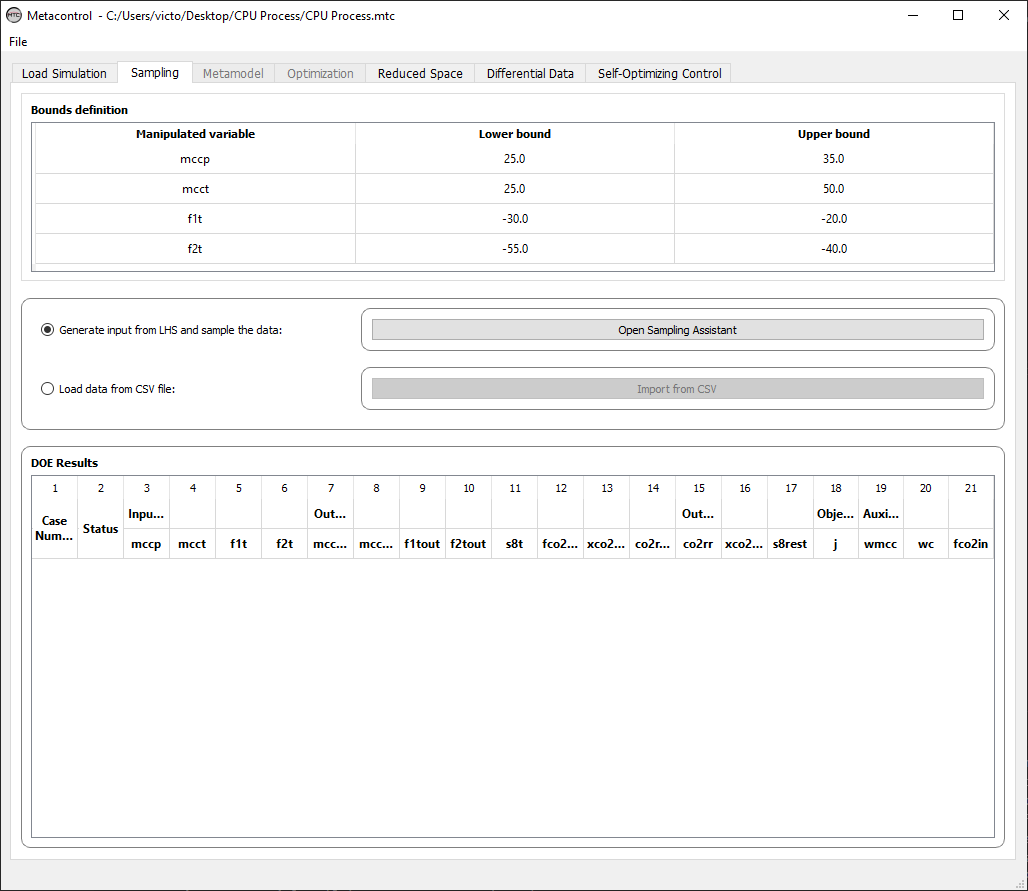 MTC Metacontrol - C:/Users/victo/Desktop/CPU Process/CPU Process.mtc
File
Load Simulation Sampling Metamodel Optimization Reduced Space Differential Data Self-Optimizing Control
Bounds definition
Manipulated variable Lower bound Upper bound
mccp 25.0 35.0
mcct 25.0 50.0
f1t -30.0 -20.0
f2t -55.0 -40.0
Generate input from LHS and sample the data: Open Sampling Assistant
Load data from CSV file: Import from CSV
DOE Results
1 2 3 4 5 6 7 8 9 10 11 12 13 14 15 16 17 18 19 20 21
Case Num... Status Inpu... Out... Out... Obje... Auxi...
mccp mcct f1t f2t mcc... mcc... f1tout f2tout s8t fco2... xco2... co2r... co2rr xco2... s8rest j wmcc wc fco2in